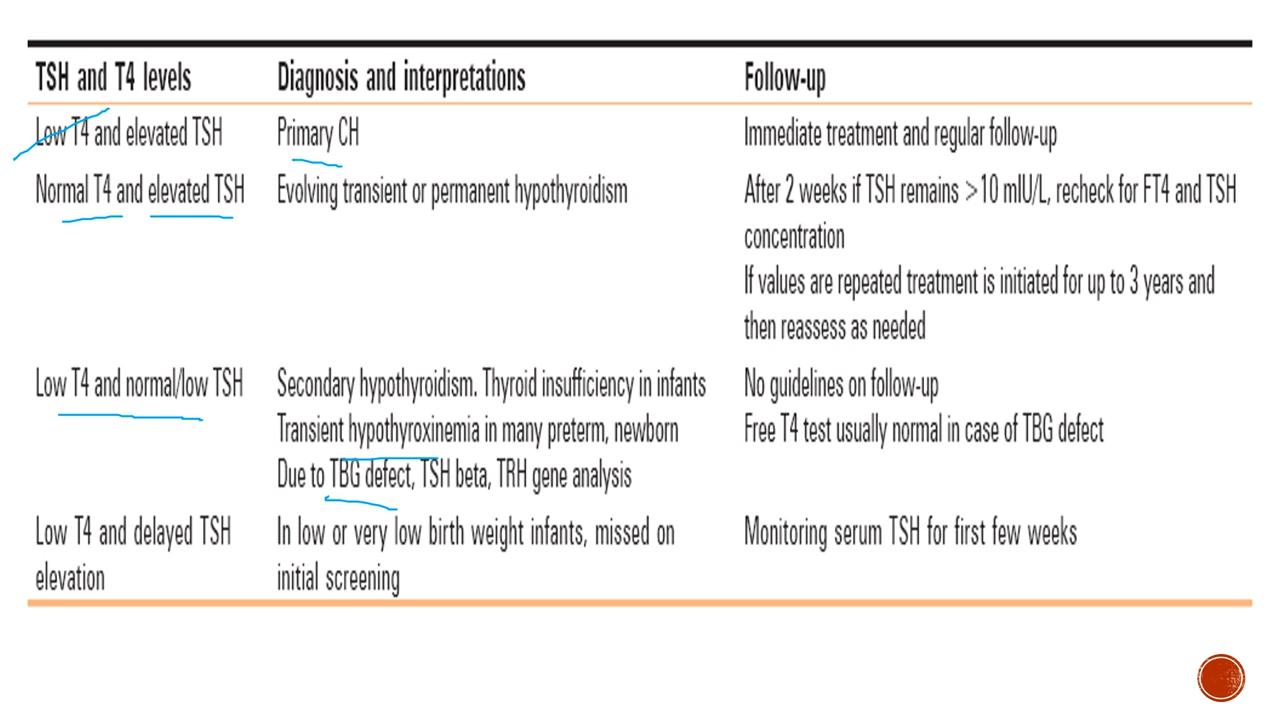 TSH and T4 levels Diagnosis and interpretations Follow-up
Low T4 and elevated TSH Primary CH Immediate treatment and regular follow-up
Normal T4 and elevated TSH Evolving transient or permanent hypothyroidism After 2 weeks if TSH remains >10 mIU/L, recheck for FT4 and TSH
concentration
If values are repeated treatment is initiated for up to 3 years and
then reassess as needed
Low T4 and normal/low TSH Secondary hypothyroidism. Thyroid insufficiency in infants No guidelines on follow-up
Transient hypothyroxinemia in many preterm, newborn Free T4 test usually normal in case of TBG defect
Due to TBG defect, TSH beta, TRH gene analysis
Low T4 and delayed TSH In low or very low birth weight infants, missed on Monitoring serum TSH for first few weeks
elevation initial screening